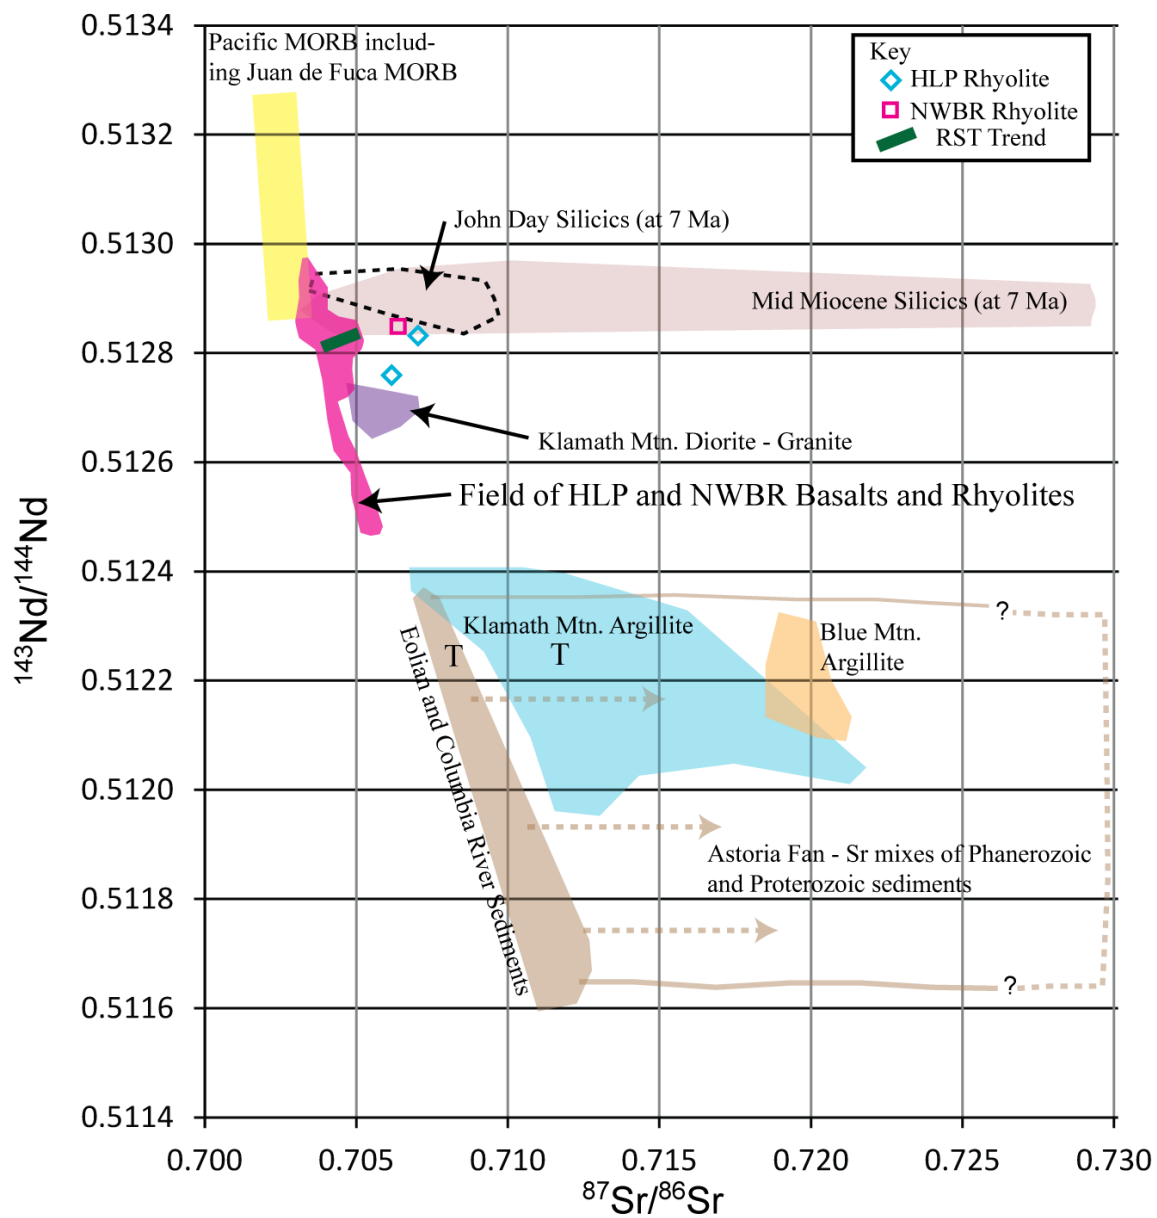 0.5134
Pacific MORB includ-
ing Juan de Fuca MORB
Key
HLP Rhyolite
NWBR Rhyolite
RST Trend
0.5132
John Day Silicics (at 7 Ma)
0.5130
Mid Miocene Silicics (at 7 Ma)
0.5128
Klamath Mtn. Diorite - Granite
0.5126
Field of HLP and NWBR Basalts and Rhyolites
0.5124
?
Klamath Mtn. Argillite
T T
Blue Mtn.
Argillite
Eolian and Columbia River Sediments
0.5122
0.5120
Astoria Fan - Sr mixes of Phanerozoic
and Proterozoic sediments
0.5118
?
0.5116
0.5114
143Nd/144Nd
0.700 0.705 0.710 0.715 0.720 0.725 0.730
87Sr/86Sr